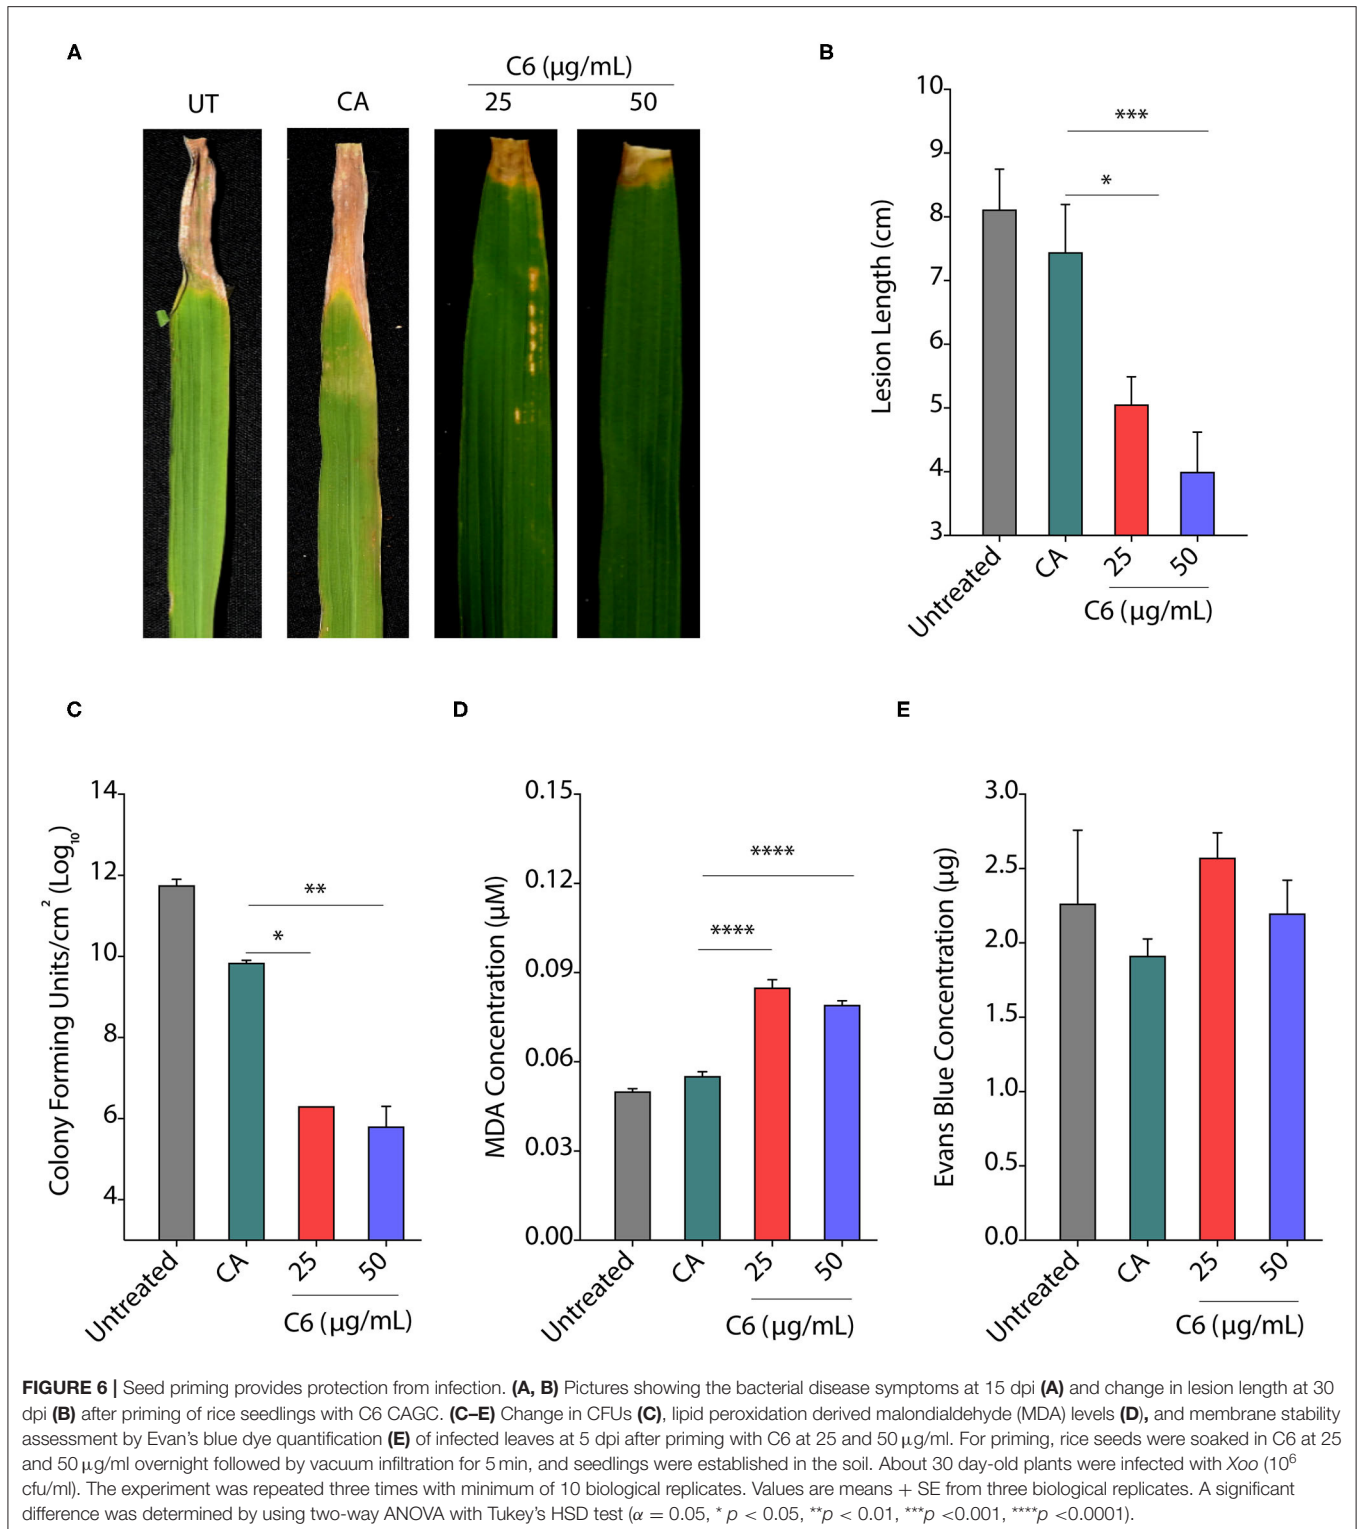 A
C6 (µg/mL)
UT
CA
25
50
B
10
9
8
7
6
5
4
3
Lesion Length (cm)
***
*
Untreated
CA
25
50
C6 (µg/mL)
C
14
12
10
8
6
4
Colony Forming Units/cm² (Log₁₀)
**
*
Untreated
CA
25
50
C6 (µg/mL)
D
0.15
0.12
0.09
0.06
0.03
0.00
MDA Concentration (µM)
****
****
Untreated
CA
25
50
C6 (µg/mL)
E
3.0
2.5
2.0
1.5
1.0
0.5
0.0
Evans Blue Concentration (µg)
Untreated
CA
25
50
C6 (µg/mL)
FIGURE 6 | Seed priming provides protection from infection. (A, B) Pictures showing the bacterial disease symptoms at 15 dpi (A) and change in lesion length at 30
dpi (B) after priming of rice seedlings with C6 CAGC. (C–E) Change in CFUs (C), lipid peroxidation derived malondialdehyde (MDA) levels (D), and membrane stability
assessment by Evan's blue dye quantification (E) of infected leaves at 5 dpi after priming with C6 at 25 and 50 µg/ml. For priming, rice seeds were soaked in C6 at 25
and 50 µg/ml overnight followed by vacuum infiltration for 5 min, and seedlings were established in the soil. About 30 day-old plants were infected with Xoo (10⁶
cfu/ml). The experiment was repeated three times with minimum of 10 biological replicates. Values are means + SE from three biological replicates. A significant
difference was determined by using two-way ANOVA with Tukey's HSD test (α = 0.05, * p < 0.05, **p < 0.01, ***p <0.001, ****p <0.0001).